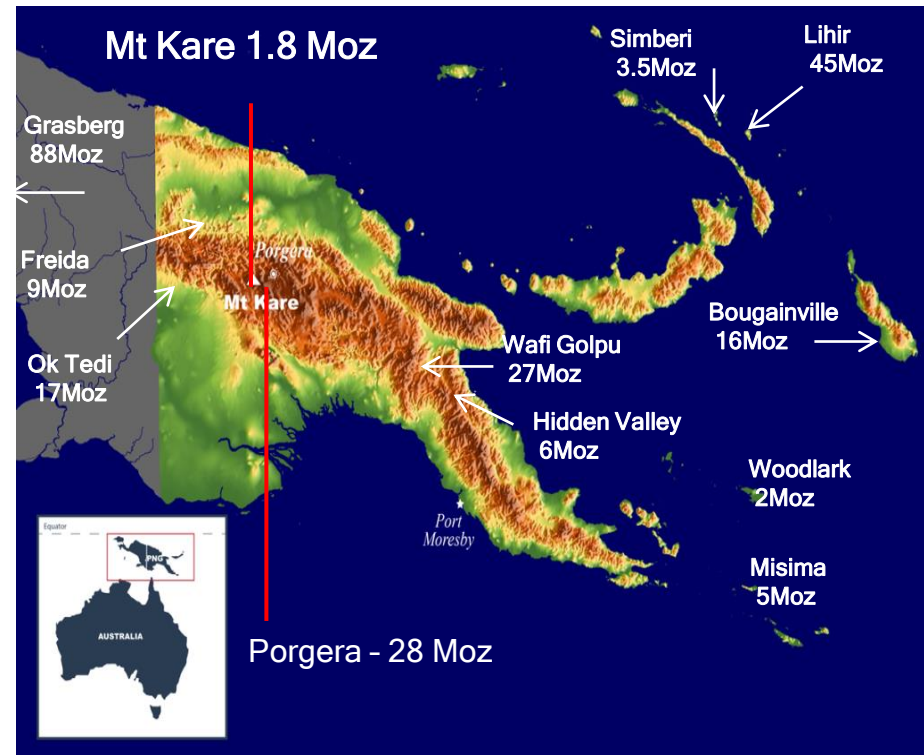 Mt Kare 1.8 Moz
Simberi
3.5Moz
Lihir
45Moz
Grasberg
88Moz
Freida
9Moz
Porgera
Mt Kare
Ok Tedi
17Moz
Bougainville
16Moz
Wafi Golpu
27Moz
Hidden Valley
6Moz
Woodlark
2Moz
Port
Moresby
Misima
5Moz
Porgera - 28 Moz
Equator
PNG
AUSTRALIA